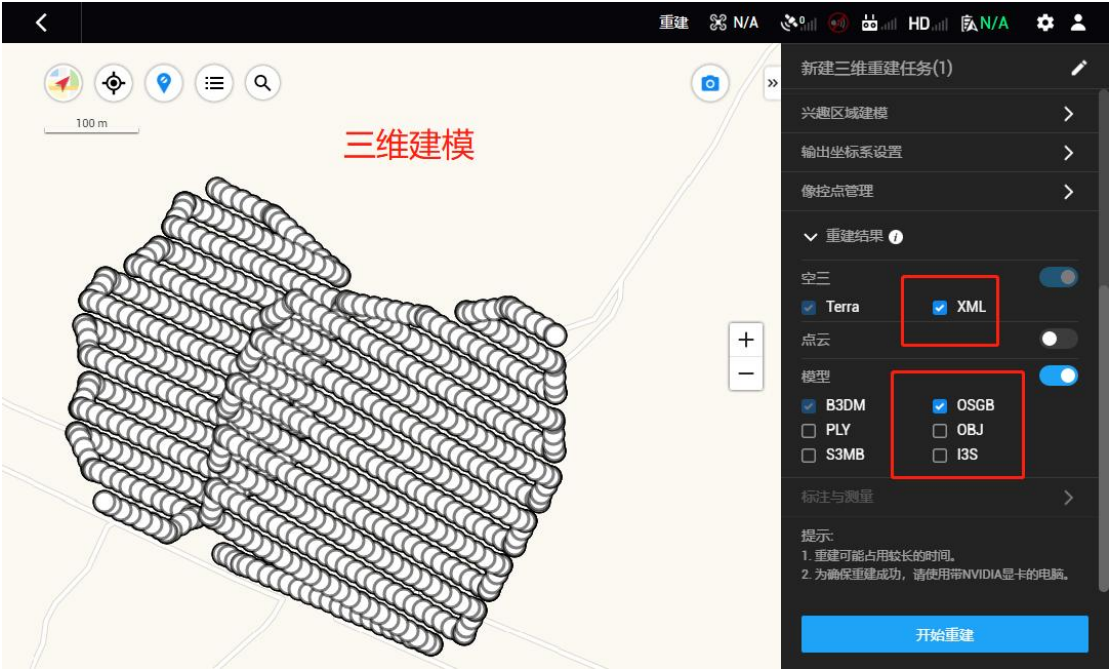 重建 N/A HD N/A
100 m
三维建模
新建三维重建任务(1)
兴趣区域建模
输出坐标系设置
像控点管理
重建结果
空三
Terra XML
点云
模型
B3DM OSGB
PLY OBJ
S3MB I3S
标注与测量
提示:
1. 重建可能占用较长的时间。
2. 为确保重建成功，请使用带NVIDIA显卡的电脑。
开始重建